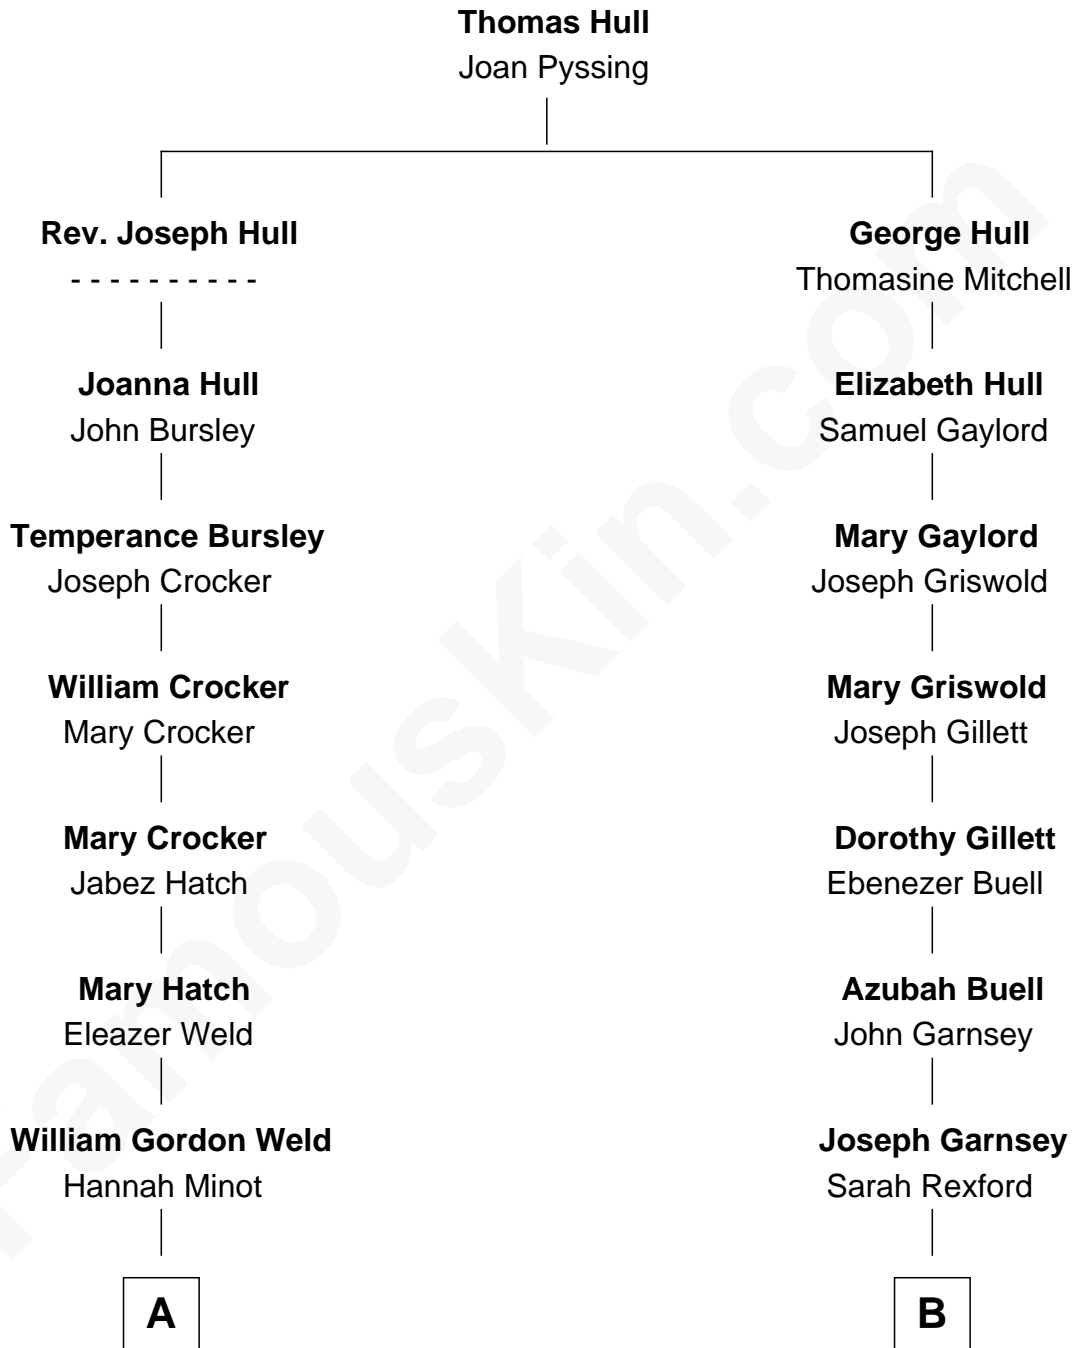 Thomas Hull
Joan Pyssing
Rev. Joseph Hull
- - - - - - - - - -
George Hull
Thomasine Mitchell
Joanna Hull
John Bursley
Elizabeth Hull
Samuel Gaylord
Temperance Bursley
Joseph Crocker
Mary Gaylord
Joseph Griswold
William Crocker
Mary Crocker
Mary Griswold
Joseph Gillett
Mary Crocker
Jabez Hatch
Dorothy Gillett
Ebenezer Buell
Mary Hatch
Eleazer Weld
Azubah Buell
John Garnsey
William Gordon Weld
Hannah Minot
Joseph Garnsey
Sarah Rexford
A
B
FamousKin.com